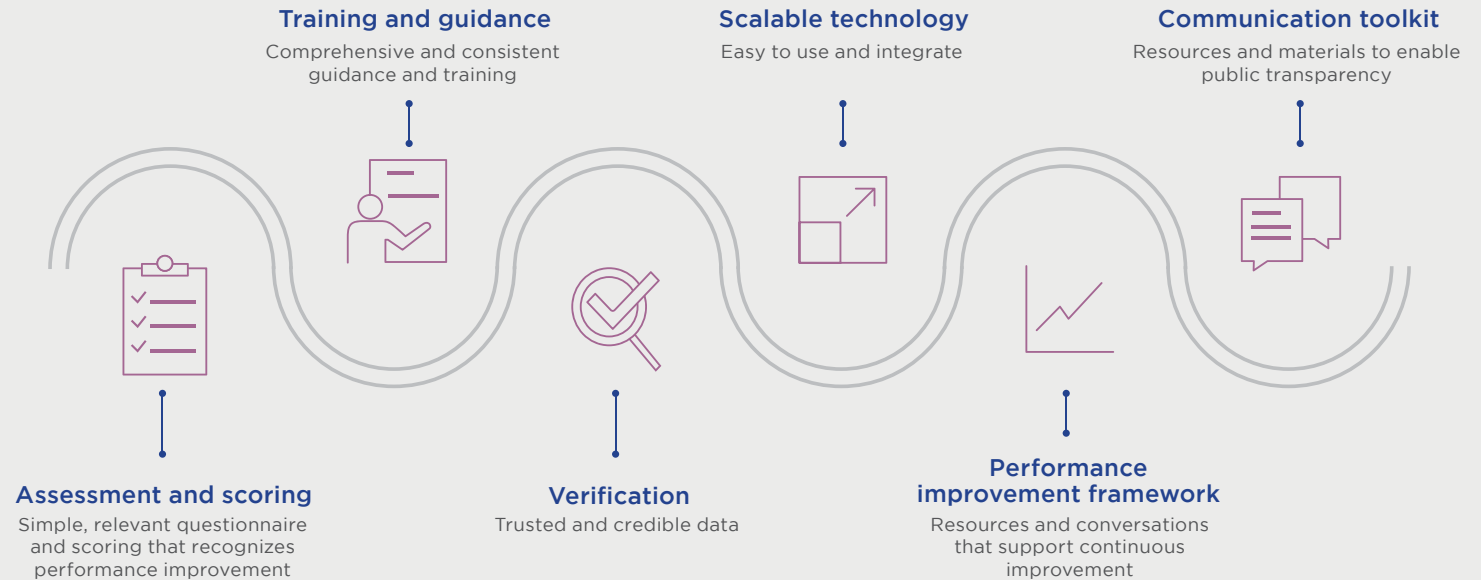 Training and guidance
Comprehensive and consistent
guidance and training
Scalable technology
Easy to use and integrate
Communication toolkit
Resources and materials to enable
public transparency
Assessment and scoring
Simple, relevant questionnaire
and scoring that recognizes
performance improvement
Verification
Trusted and credible data
Performance
improvement framework
Resources and conversations
that support continuous
improvement